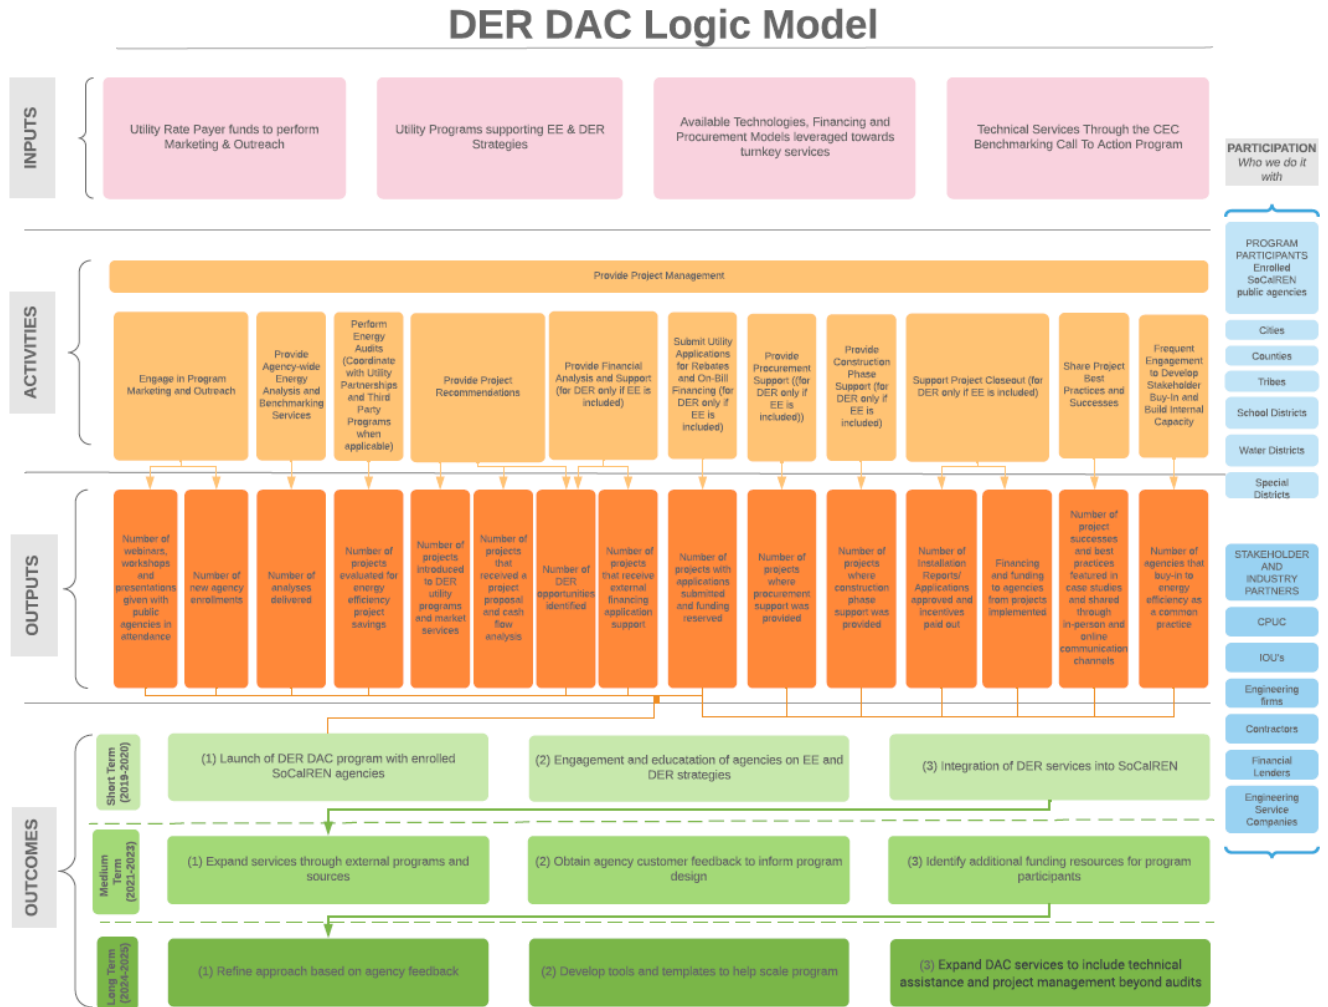 DER DAC Logic Model
INPUTS
Utility Rate Payer funds to perform
Marketing & Outreach
Utility Programs supporting EE & DER
Strategies
Available Technologies, Financing and
Procurement Models leveraged towards
turnkey services
Technical Services Through the CEC
Benchmarking Call To Action Program
PARTICIPATION
Who we do it
with
ACTIVITIES
Provide Project Management
Engage in Program
Marketing and Outreach
Provide
Agency-wide
Energy
Analysis and
Benchmarking
Services
Perform
Energy
Audits
(Coordinate
with Utility
Partnerships
and Third
Party
Programs
when
applicable)
Provide Project
Recommendations
Provide Financial
Analysis and Support
(for DER only if EE is
included)
Submit Utility
Applications
for Rebates
and On-Bill
Financing (for
DER only if
EE is
included)
Provide
Procurement
Support ((for
DER only if
EE is
included))
Provide
Construction
Phase
Support (for
DER only if
EE is
included)
Support Project Closeout (for
DER only if EE is included)
Share Project
Best
Practices and
Successes
Frequent
Engagement
to Develop
Stakeholder
Buy-In and
Build Internal
Capacity
PROGRAM
PARTICIPANTS
Enrolled
SoCalREN
public agencies
Cities
Counties
Tribes
School Districts
Water Districts
Special
Districts
OUTPUTS
Number of
webinars,
workshops
and
presentations
given with
public
agencies in
attendance
Number of
new agency
enrollments
Number of
analyses
delivered
Number of
projects
evaluated for
energy
efficiency
project
savings
Number of
projects
introduced
to DER
utility
programs
and market
services
Number of
projects
that
received a
project
proposal and
cash flow
analysis
Number of
DER
opportunities
identified
Number of
projects
that receive
external
financing
application
support
Number of
projects with
applications
submitted
and funding
reserved
Number of
projects
where
procurement
support was
provided
Number of
projects
where
construction
phase
support was
provided
Number of
Installation
Reports/
Applications
approved and
incentives
paid out
Financing
and funding
to agencies
from projects
implemented
Number of
project
successes
and best
practices
featured in
case studies
and shared
through
in-person and
online
communication
channels
Number of
agencies that
buy-in to
energy
efficiency as
a common
practice
STAKEHOLDER
AND
INDUSTRY
PARTNERS
CPUC
IOU's
Engineering
firms
Contractors
Financial
Lenders
Engineering
Service
Companies
OUTCOMES
Short Term
(2019-2020)
(1) Launch of DER DAC program with enrolled
SoCalREN agencies
(2) Engagement and educatation of agencies on EE and
DER strategies
(3) Integration of DER services into SoCalREN
Medium
Term
(2021-2023)
(1) Expand services through external programs and
sources
(2) Obtain agency customer feedback to inform program
design
(3) Identify additional funding resources for program
participants
Long Term
(2024-2025)
(1) Refine approach based on agency feedback
(2) Develop tools and templates to help scale program
(3) Expand DAC services to include technical
assistance and project management beyond audits